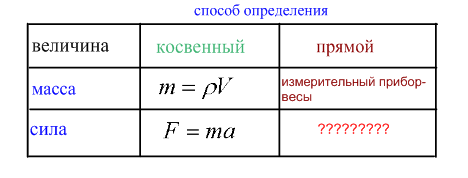 способ определения
величина косвенный прямой
масса m = ρV измерительный прибор-
весы
сила F = ma ?????????